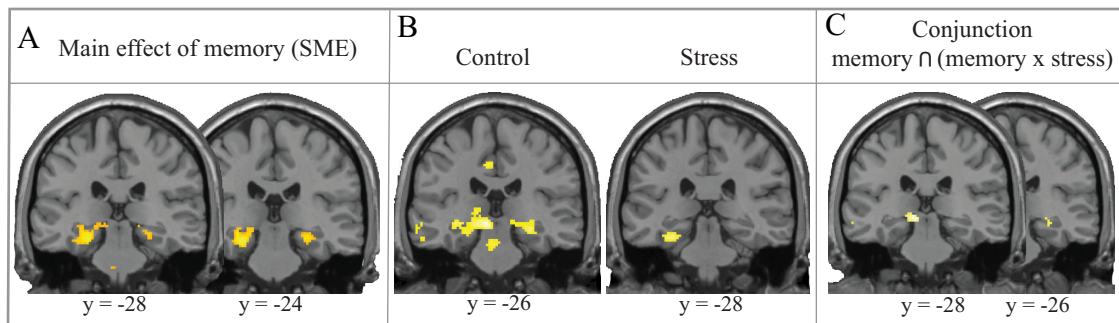 A
Main effect of memory (SME)
B
Control
Stress
C
Conjunction
memory ∩ (memory x stress)
y = -28
y = -24
y = -26
y = -28
y = -28
y = -26